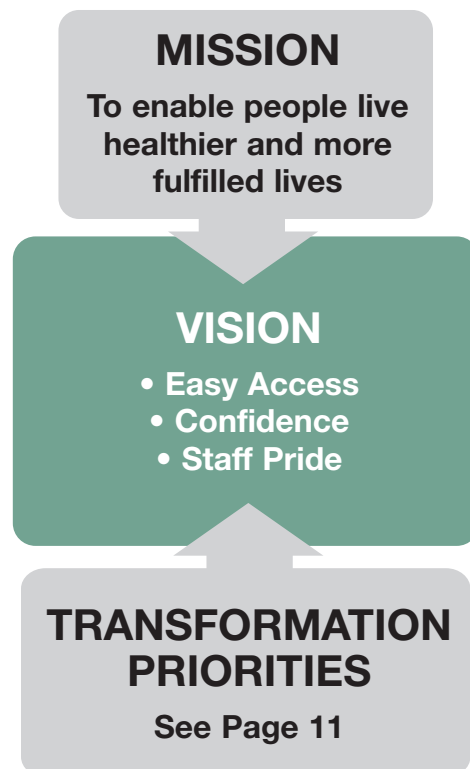 MISSION
To enable people live
healthier and more
fulfilled lives
VISION
• Easy Access
• Confidence
• Staff Pride
TRANSFORMATION
PRIORITIES
See Page 11